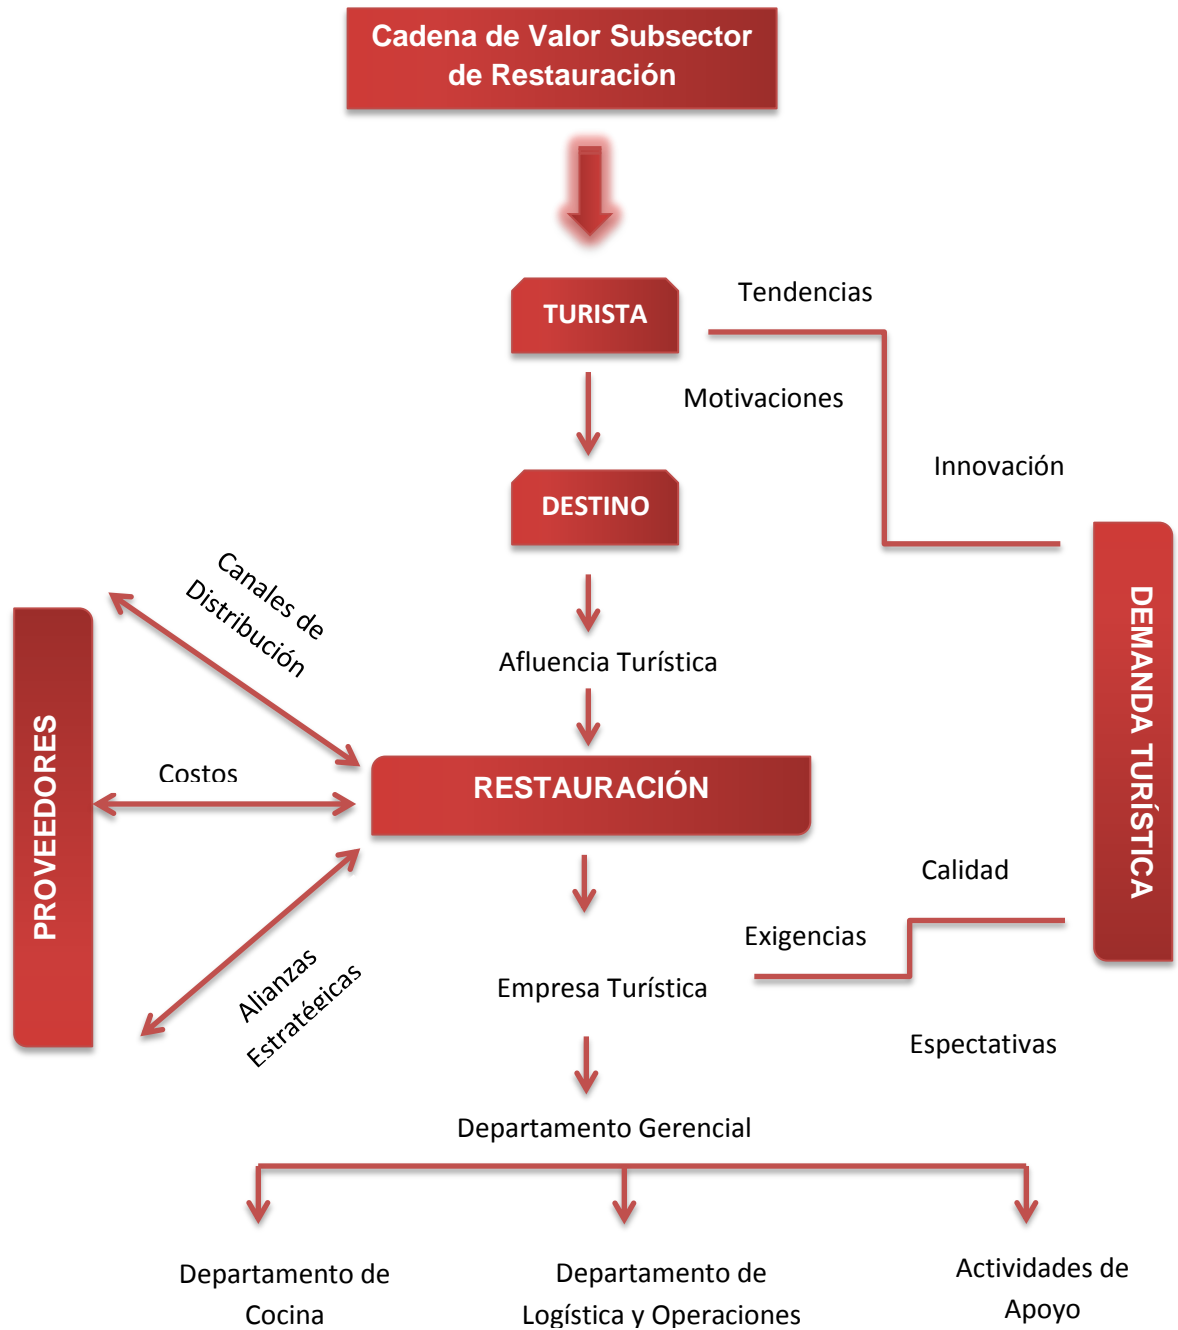 Cadena de Valor Subsector
de Restauración
TURISTA
Tendencias
Motivaciones
Innovación
DESTINO
Canales de
Distribución
Afluencia Turística
DEMANDA TURÍSTICA
PROVEEDORES
Costos
RESTAURACIÓN
Calidad
Exigencias
Alianzas
Estratégicas
Empresa Turística
Espectativas
Departamento Gerencial
Departamento de
Cocina
Departamento de
Logística y Operaciones
Actividades de
Apoyo